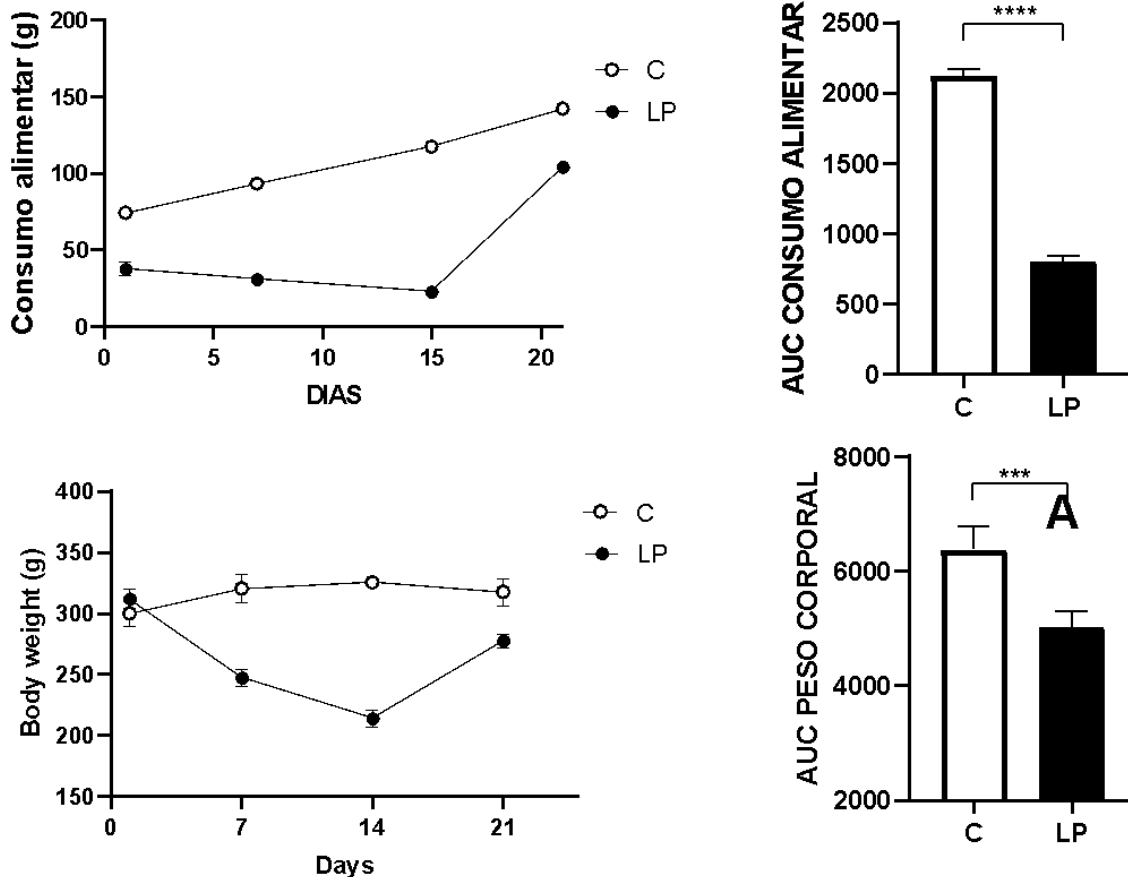 Consumo alimentar (g)
200
150
100
50
0
0 5 10 15 20
DIAS
C
LP
AUC CONSUMO ALIMENTAR
2500
2000
1500
1000
500
0
****
C LP
Body weight (g)
400
350
300
250
200
150
0 7 14 21
Days
C
LP
AUC PESO CORPORAL
8000
6000
4000
2000
***
A
C LP